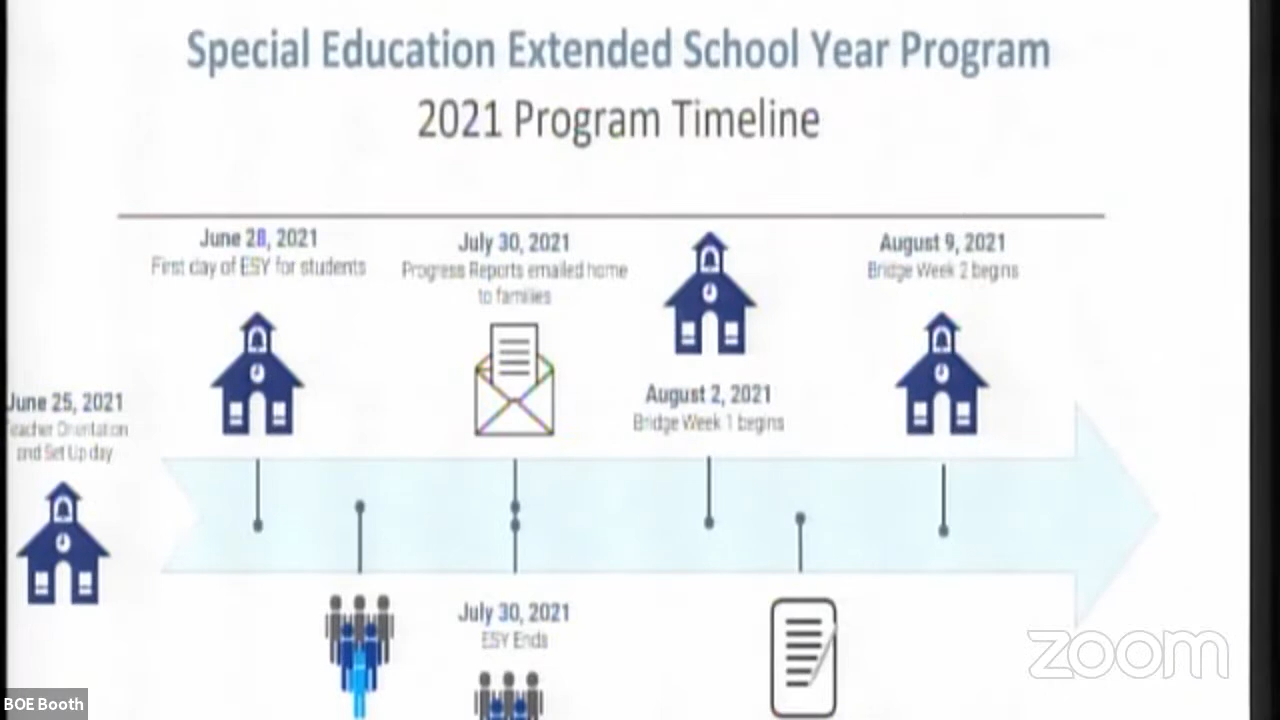 Special Education Extended School Year Program
2021 Program Timeline
June 28, 2021
First day of ESY for students
July 30, 2021
Progress Reports emailed home
to families
August 9, 2021
Bridge Week 2 begins
August 2, 2021
Bridge Week 1 begins
June 25, 2021
Teacher Orientation
and Set Up day
July 30, 2021
ESY Ends
zoom
BOE Booth